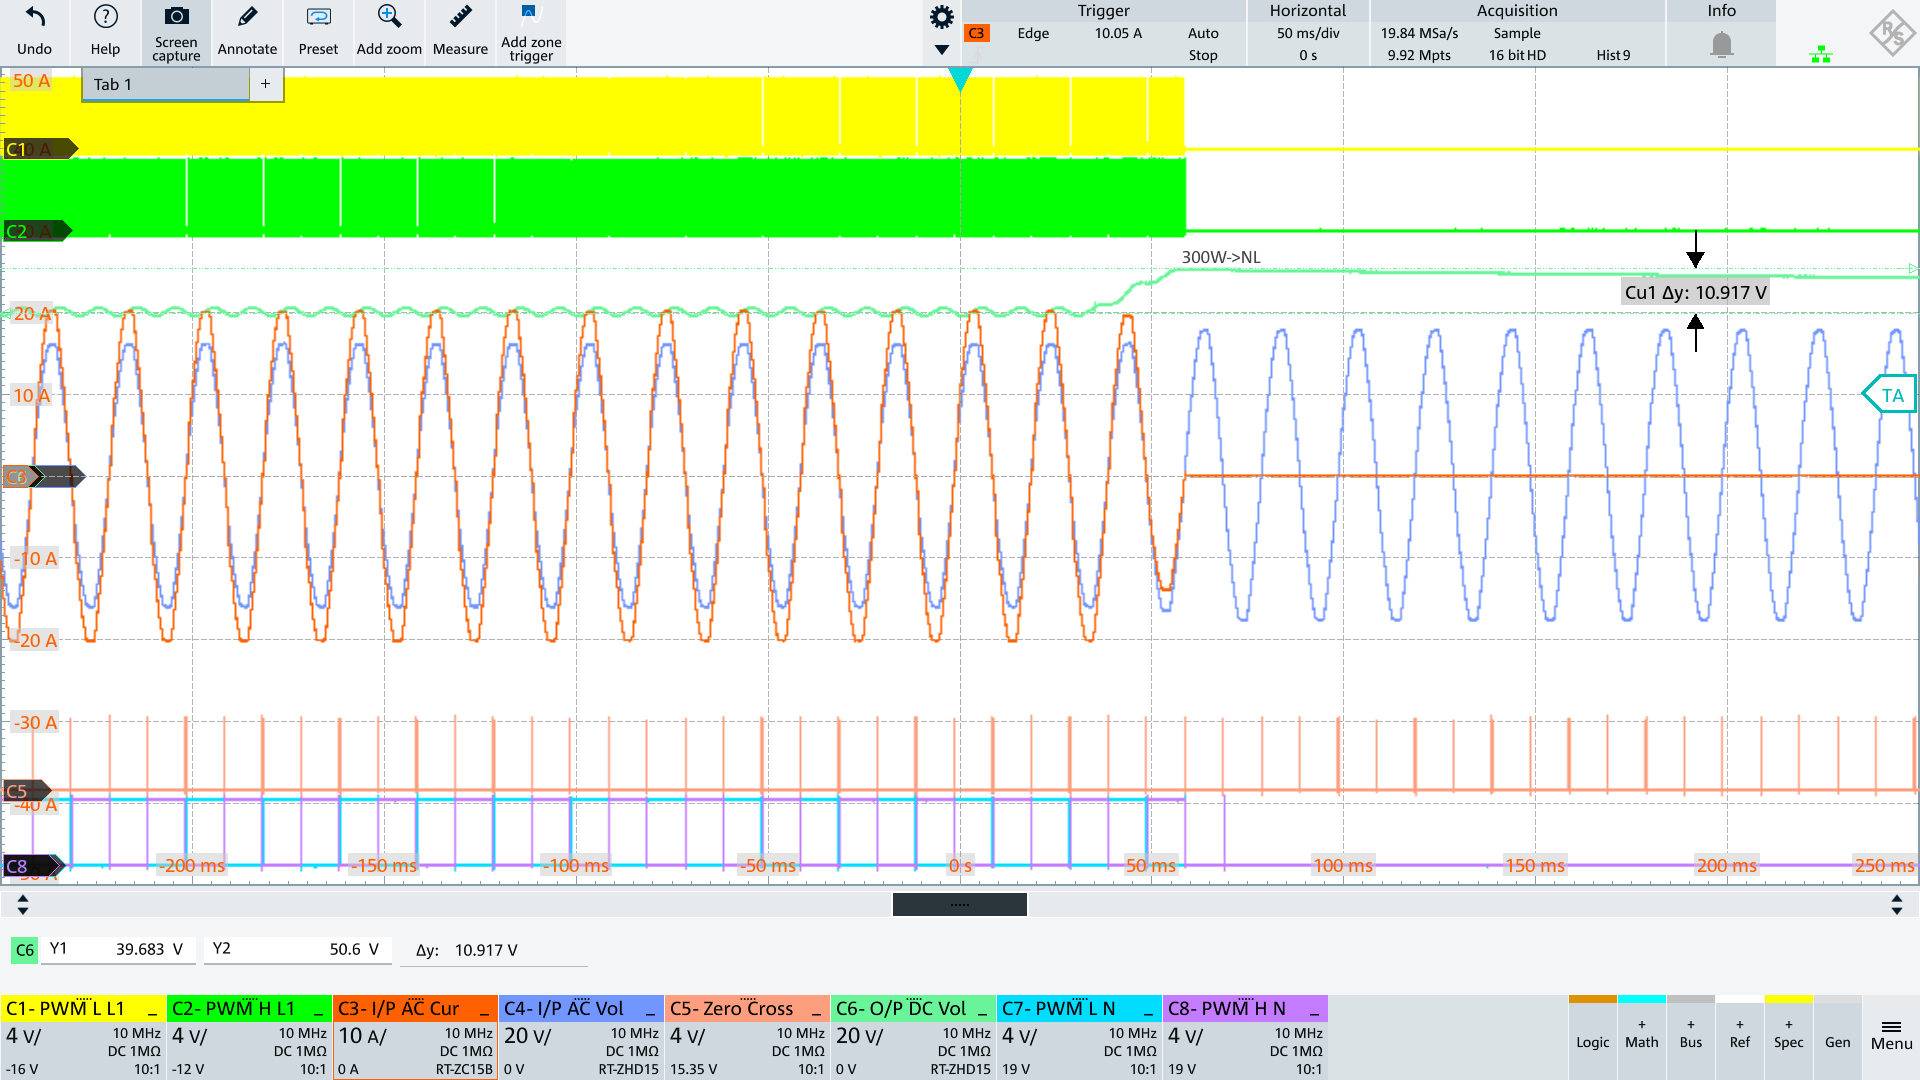 Undo
Help
Screen capture
Annotate
Preset
Add zoom
Measure
Add zone trigger
Trigger
C3 Edge 10.05 A Auto
Stop
Horizontal
50 ms/div
0 s
Acquisition
19.84 MSa/s Sample
9.92 Mpts 16 bit HD Hist9
Info
R&S
50 A
Tab 1
+
C1
C2
300W->NL
Cu1 Δy: 10.917 V
20 A
10 A
TA
C3
-10 A
-20 A
-30 A
C5
-40 A
C8
-200 ms
-150 ms
-100 ms
-50 ms
0 s
50 ms
100 ms
150 ms
200 ms
250 ms
C6 Y1 39.683 V Y2 50.6 V Δy: 10.917 V
C1- PWM L L1
4 V/ 10 MHz
DC 1MΩ
-16 V 10:1
C2- PWM H L1
4 V/ 10 MHz
DC 1MΩ
-12 V 10:1
C3- I/P AC Cur
10 A/ 10 MHz
DC 1MΩ
0 A RT-ZC15B
C4- I/P AC Vol
20 V/ 10 MHz
DC 1MΩ
0 V RT-ZHD15
C5- Zero Cross
4 V/ 10 MHz
DC 1MΩ
15.35 V 10:1
C6- O/P DC Vol
20 V/ 10 MHz
DC 1MΩ
0 V RT-ZHD15
C7- PWM L N
4 V/ 10 MHz
DC 1MΩ
19 V 10:1
C8- PWM H N
4 V/ 10 MHz
DC 1MΩ
19 V 10:1
Logic
+ Math
+ Bus
+ Ref
+ Spec
Gen
Menu